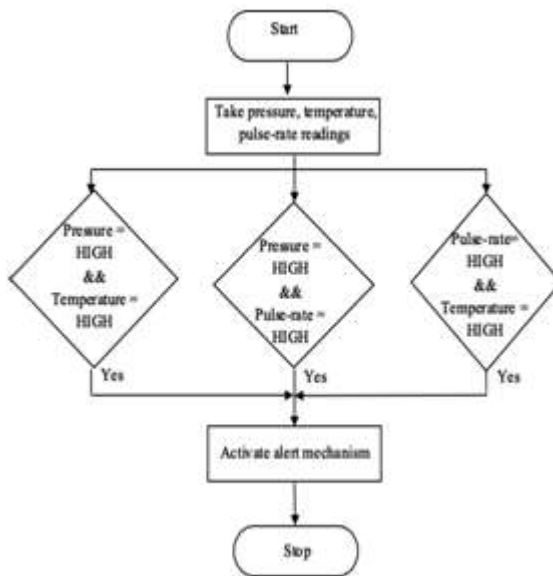 Start
Take pressure, temperature,
pulse-rate readings
Pressure =
HIGH
&&
Temperature =
HIGH
Pressure =
HIGH
&&
Pulse-rate =
HIGH
Pulse-rate=
HIGH
&&
Temperature =
HIGH
Yes
Yes
Yes
Activate alert mechanism
Stop